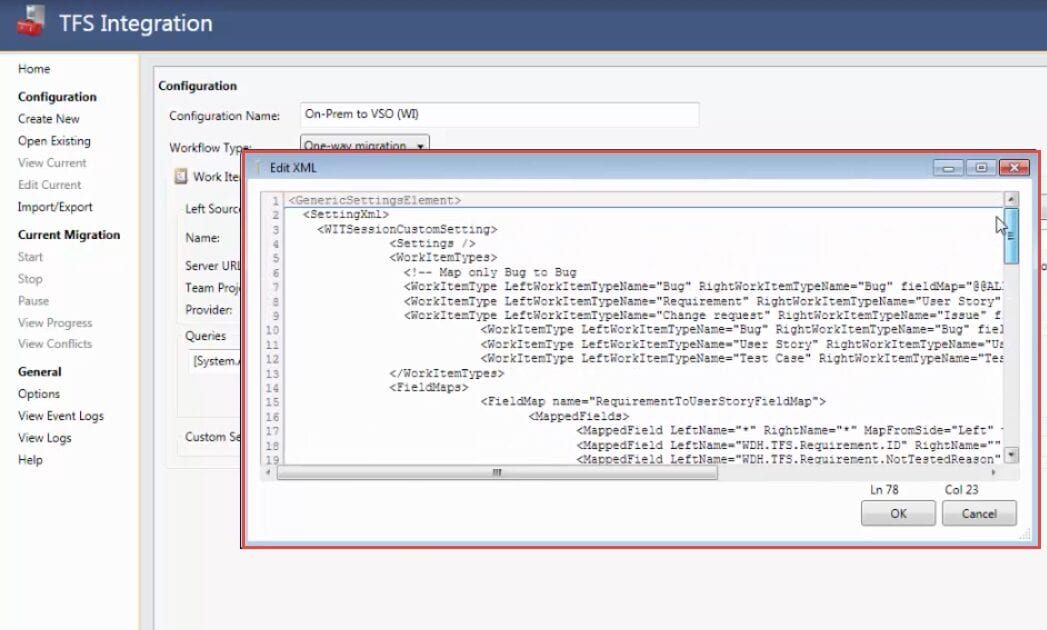 TFS Integration
Home
Configuration
Create New
Open Existing
View Current
Edit Current
Import/Export
Current Migration
Start
Stop
Pause
View Progress
View Conflicts
General
Options
View Event Logs
View Logs
Help
Configuration
Configuration Name: On-Prem to VSO (WI)
Workflow Type: One-way migration
Work
Left
Name:
Server
Team
Provider:
Queries
Custom
Edit XML
1 <GenericSettingsElement>
2 <SettingXml>
3 <WITSessionCustomSetting>
4 <Settings />
5 <WorkItemTypes>
6 <!-- Map only Bug to Bug
7 <WorkItemType LeftWorkItemTypeName="Bug" RightWorkItemTypeName="Bug" fieldMap="@@AL
8 <WorkItemType LeftWorkItemTypeName="Requirement" RightWorkItemTypeName="User Story"
9 <WorkItemType LeftWorkItemTypeName="Change request" RightWorkItemTypeName="Issue" f
10 <WorkItemType LeftWorkItemTypeName="Bug" RightWorkItemTypeName="Bug" fiel
11 <WorkItemType LeftWorkItemTypeName="User Story" RightWorkItemTypeName="Us
12 <WorkItemType LeftWorkItemTypeName="Test Case" RightWorkItemTypeName="Tes
13 </WorkItemTypes>
14 <FieldMaps>
15 <FieldMap name="RequirementToUserStoryFieldMap">
16 <MappedFields>
17 <MappedField LeftName="*" RightName="*" MapFromSide="Left"
18 <MappedField LeftName="WDH.TFS.Requirement.ID" RightName=""
19 <MappedField LeftName="WDH.TFS.Requirement.NotTestedReason"
Ln 78 Col 23
OK Cancel